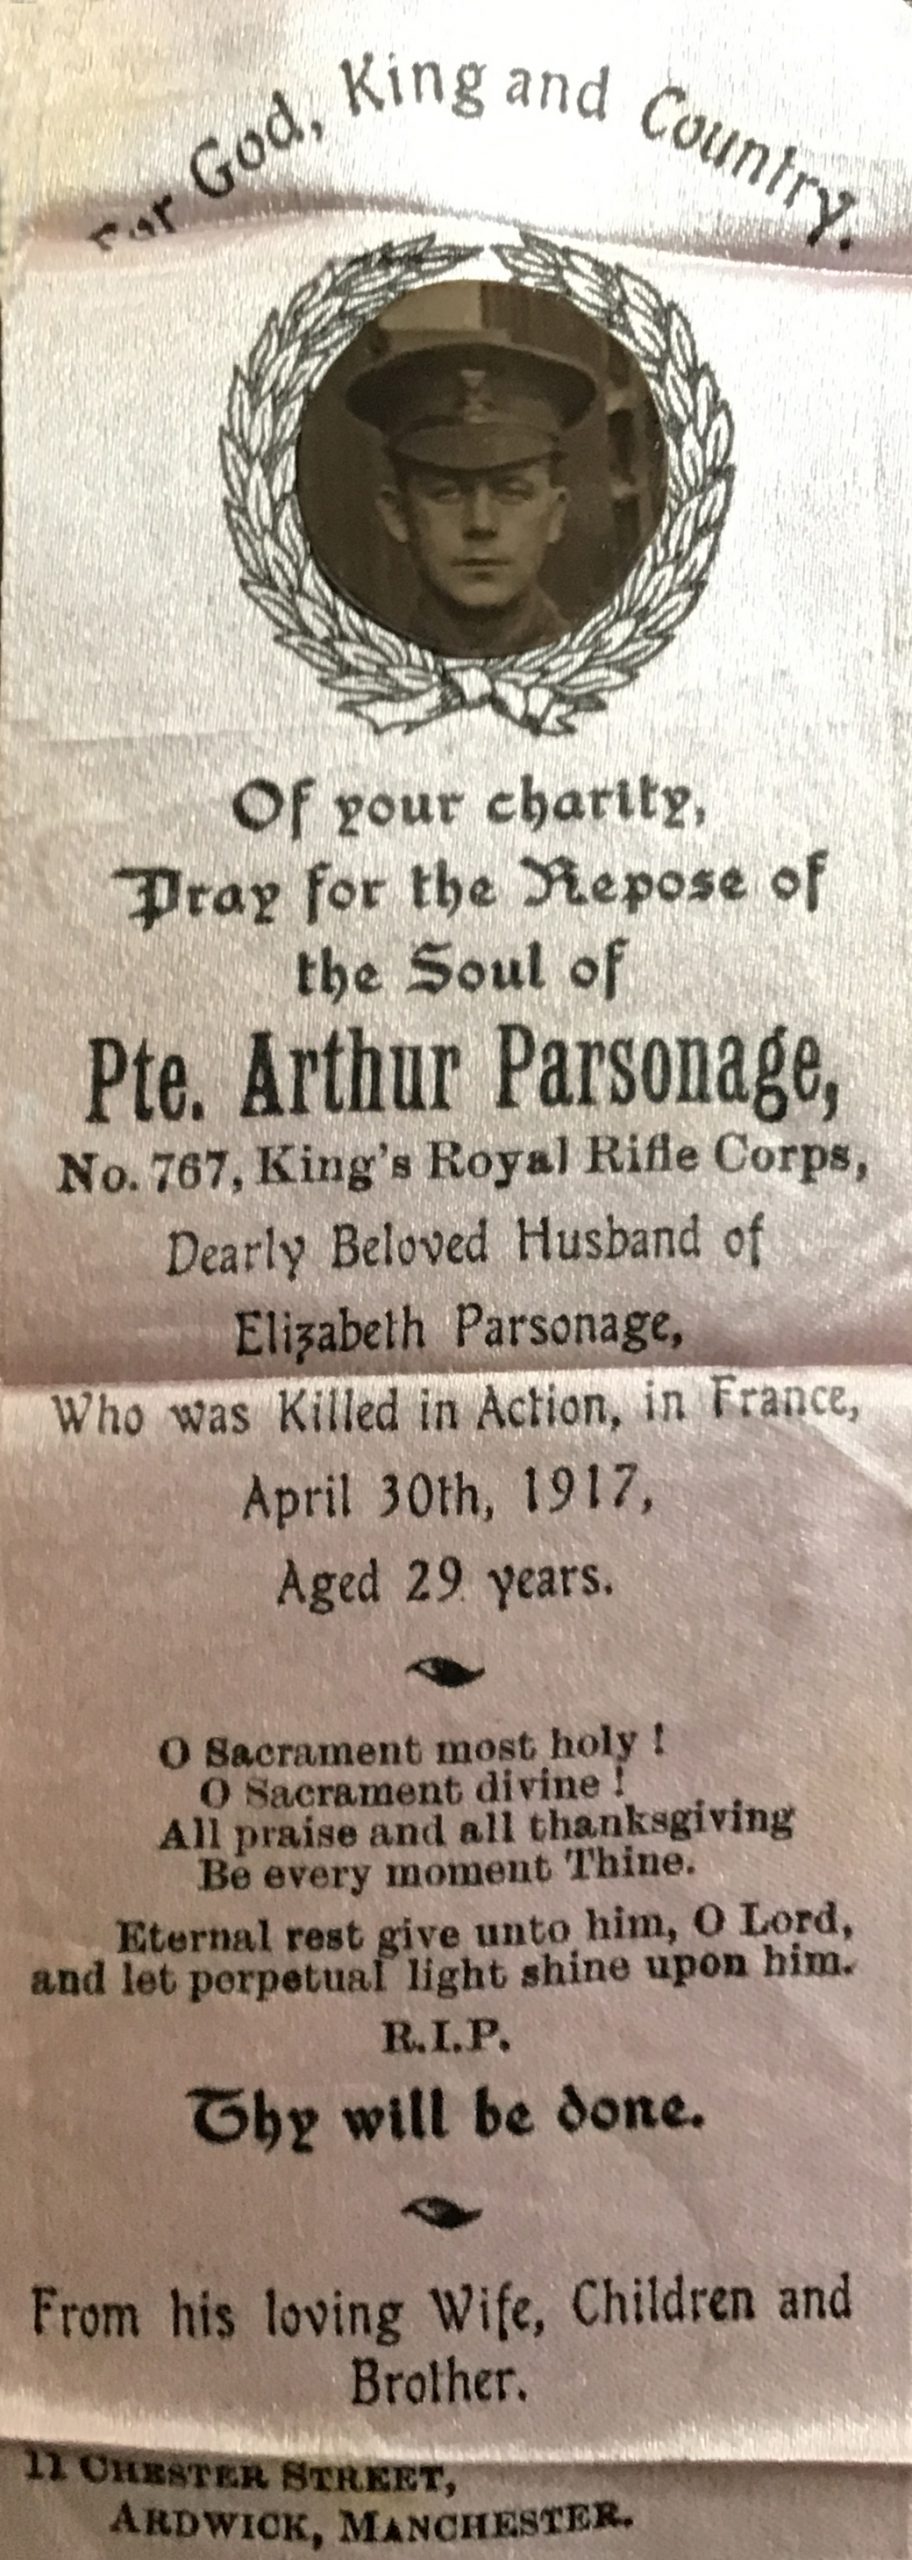 For God, King and Country.
Of your charity,
Pray for the Repose of
the Soul of
Pte. Arthur Parsonage,
No. 767, King's Royal Rifle Corps,
Dearly Beloved Husband of
Elizabeth Parsonage,
Who was Killed in Action, in France,
April 30th, 1917,
Aged 29 years.
O Sacrament most holy !
O Sacrament divine !
All praise and all thanksgiving
Be every moment Thine.
Eternal rest give unto him, O Lord,
and let perpetual light shine upon him.
R.I.P.
Thy will be done.
From his loving Wife, Children and
Brother.
11 CHESTER STREET,
ARDWICK, MANCHESTER.